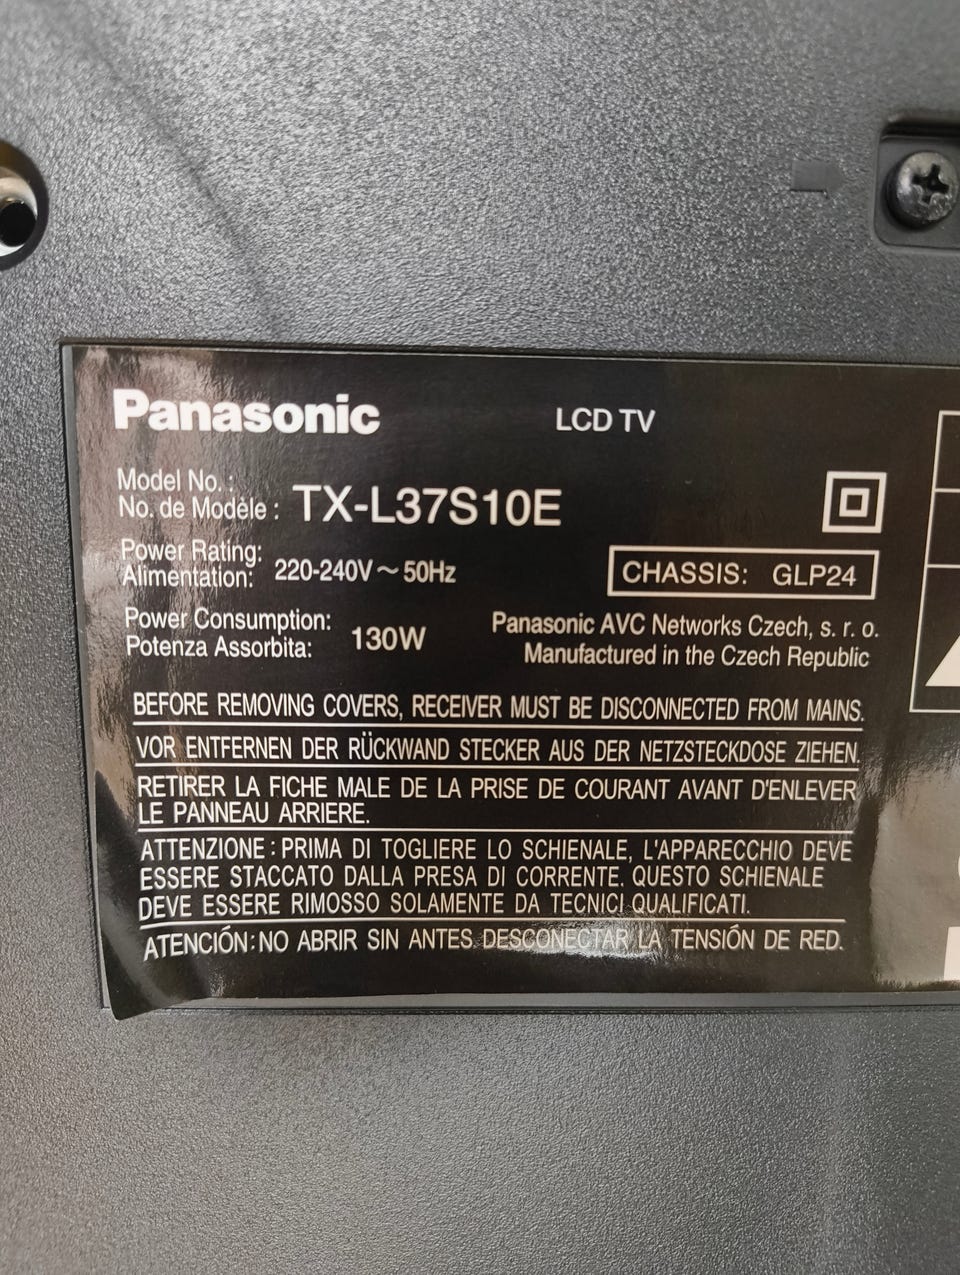 Panasonic
LCD TV
Model No. :
No. de Modèle : TX-L37S10E
Power Rating:
Alimentation: 220-240V ~ 50Hz
CHASSIS: GLP24
Power Consumption:
Potenza Assorbita: 130W
Panasonic AVC Networks Czech, s. r. o.
Manufactured in the Czech Republic
BEFORE REMOVING COVERS, RECEIVER MUST BE DISCONNECTED FROM MAINS.
VOR ENTFERNEN DER RÜCKWAND STECKER AUS DER NETZSTECKDOSE ZIEHEN.
RETIRER LA FICHE MALE DE LA PRISE DE COURANT AVANT D'ENLEVER
LE PANNEAU ARRIERE.
ATTENZIONE : PRIMA DI TOGLIERE LO SCHIENALE, L'APPARECCHIO DEVE
ESSERE STACCATO DALLA PRESA DI CORRENTE. QUESTO SCHIENALE
DEVE ESSERE RIMOSSO SOLAMENTE DA TECNICI QUALIFICATI.
ATENCIÓN: NO ABRIR SIN ANTES DESCONECTAR LA TENSIÓN DE RED.